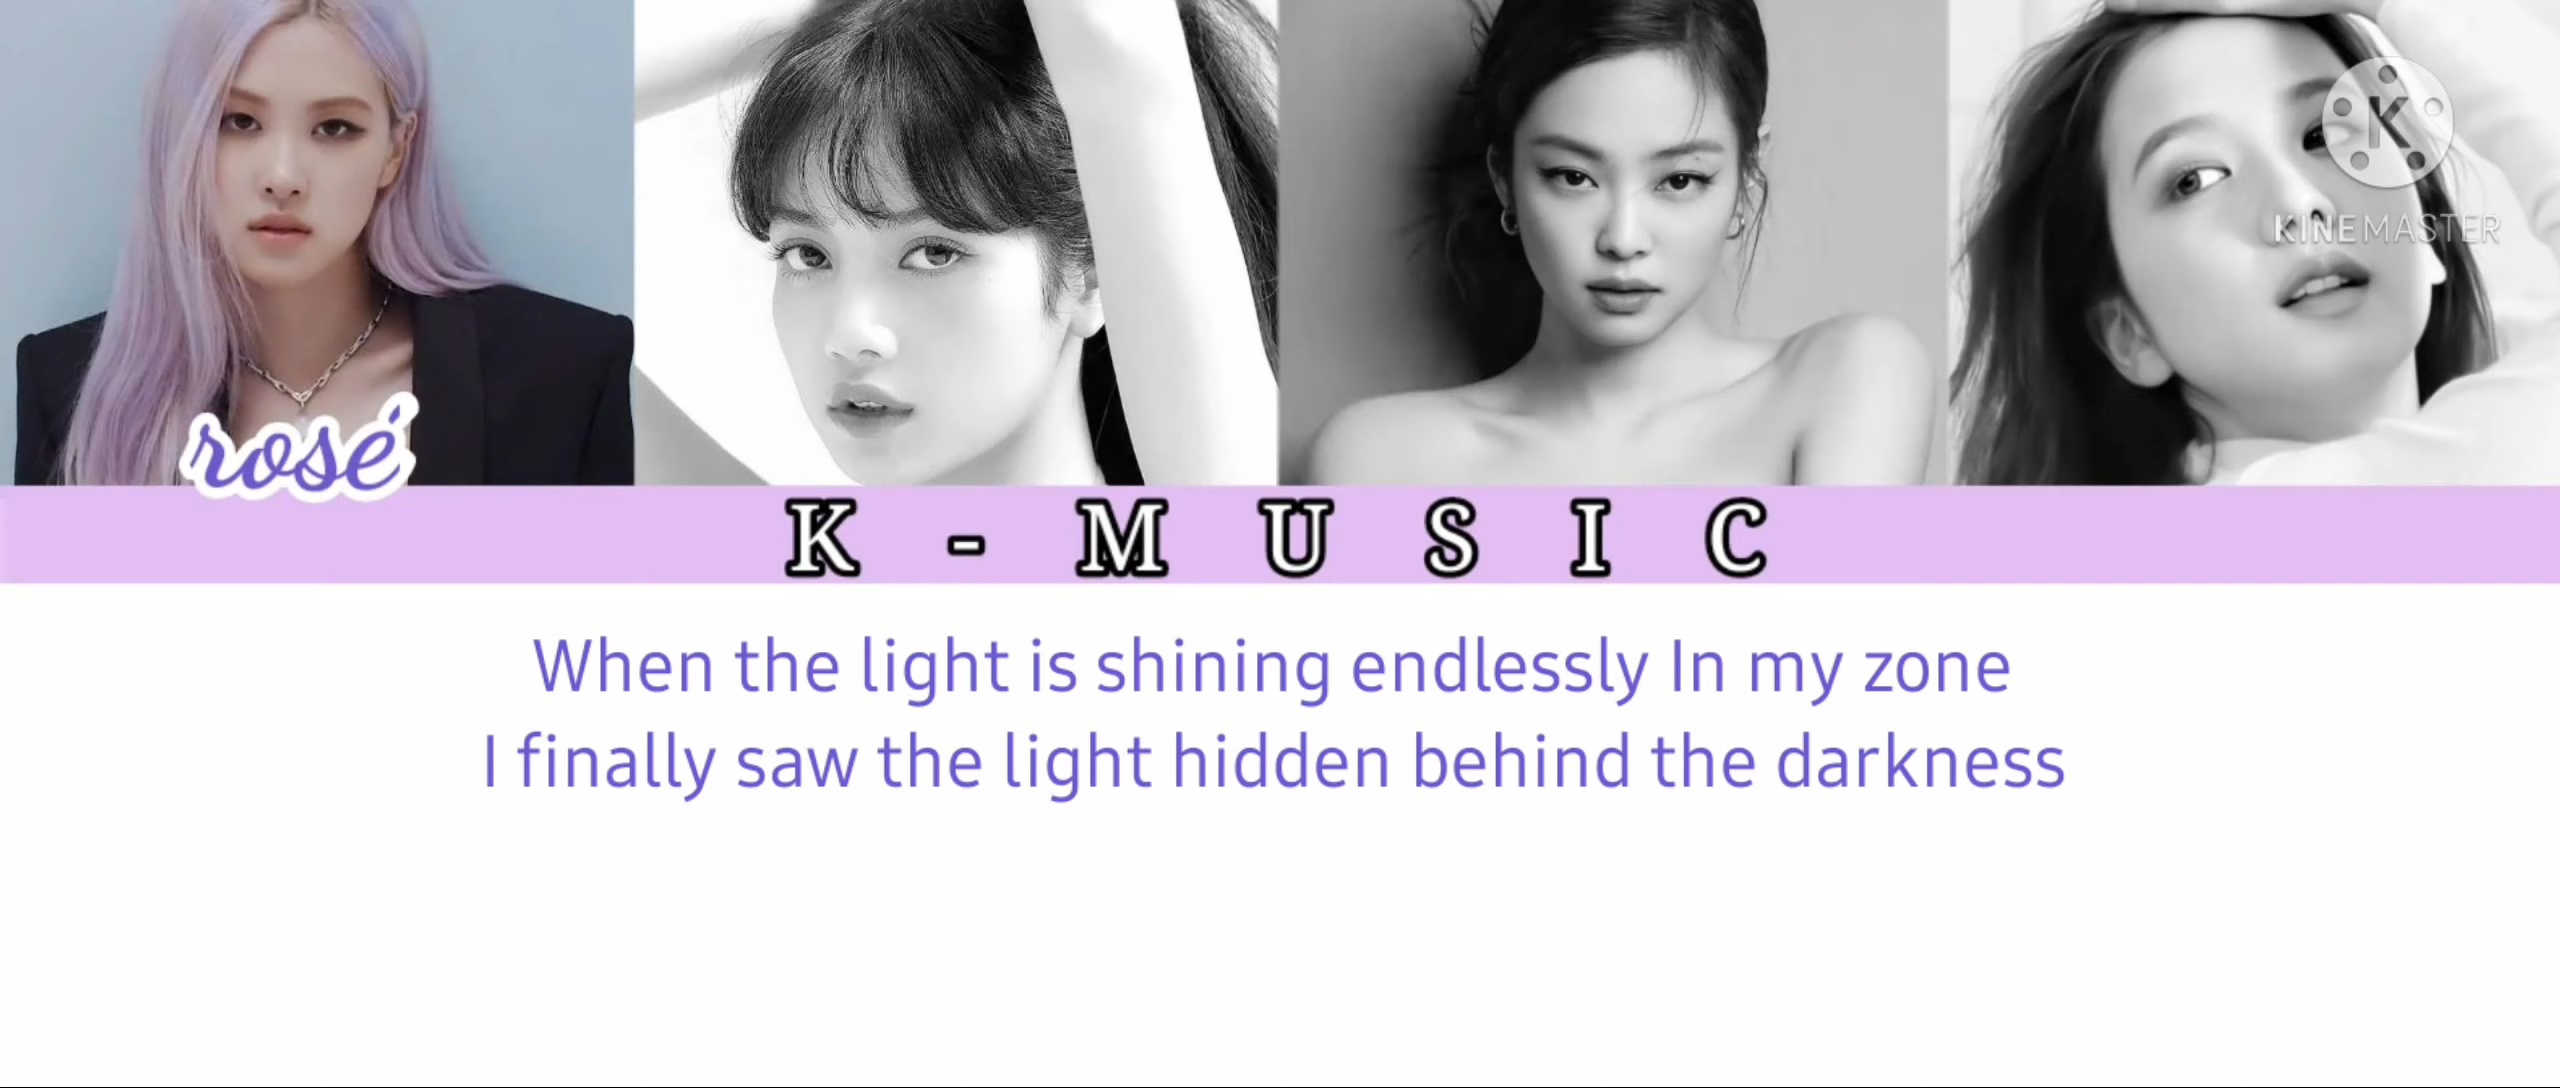 K
KINEMASTER
rosé
K - MUSIC
When the light is shining endlessly In my zone
I finally saw the light hidden behind the darkness